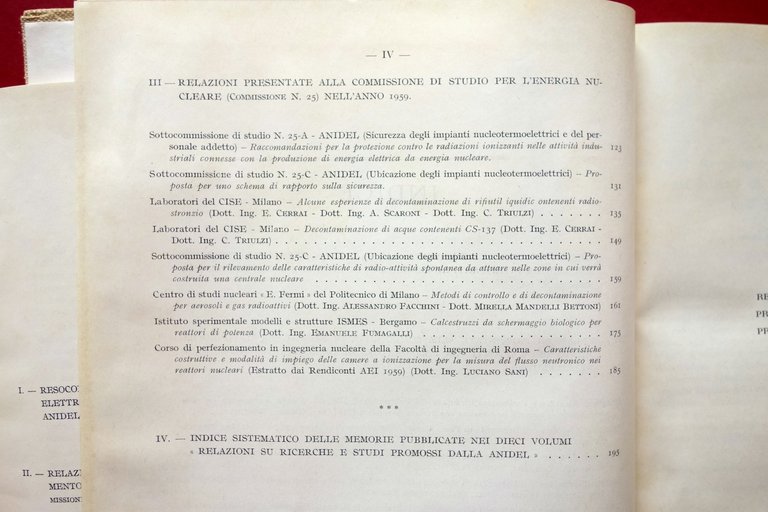 — IV —
III — RELAZIONI PRESENTATE ALLA COMMISSIONE DI STUDIO PER L'ENERGIA NU-
CLEARE (COMMISSIONE N. 25) NELL'ANNO 1959.
Sottocommissione di studio N. 25-A - ANIDEL (Sicurezza degli impianti nucleotermoelettrici e del per-
sonale addetto) – Raccomandazioni per la protezione contro le radiazioni ionizzanti nelle attività indu-
striali connesse con la produzione di energia elettrica da energia nucleare. 123
Sottocommissione di studio N. 25-C - ANIDEL (Ubicazione degli impianti nucleotermoelettrici) – Pro-
posta per uno schema di rapporto sulla sicurezza. 131
Laboratori del CISE - Milano – Alcune esperienze di decontaminazione di rifiutil iquidic ontenenti radio-
stronzio (Dott. Ing. E. CERRAI - Dott. Ing. A. SCARONI - Dott. Ing. C. TRIULZI) . . . . . . . 135
Laboratori del CISE - Milano – Decontaminazione di acque contenenti CS-137 (Dott. Ing. E. CERRAI -
Dott. Ing. C. TRIULZI) . . . . . . . . . . . . . . . . . . . . . . . . . . . . . . . . . . . . 149
Sottocommissione di studio N. 25-C - ANIDEL (Ubicazione degli impianti nucleotermoelettrici) – Pro-
posta per il rilevamento delle caratteristiche di radio-attività spontanea da attuare nelle zone in cui verrà
costruita una centrale nucleare . . . . . . . . . . . . . . . . . . . . . . . . . . . . . . . 159
Centro di studi nucleari « E. Fermi » del Politecnico di Milano – Metodi di controllo e di decontaminazione
per aerosoli e gas radioattivi (Dott. Ing. ALESSANDRO FACCHINI - Dott. MIRELLA MANDELLI BETTONI) 161
Istituto sperimentale modelli e strutture ISMES - Bergamo – Calcestruzzi da schermaggio biologico per
reattori di potenza (Dott. Ing. EMANUELE FUMAGALLI) . . . . . . . . . . . . . . . . . . . . 175
Corso di perfezionamento in ingegneria nucleare della Facoltà di ingegneria di Roma – Caratteristiche
costruttive e modalità di impiego delle camere a ionizzazione per la misura del flusso neutronico nei
reattori nucleari (Estratto dai Rendiconti AEI 1959) (Dott. Ing. LUCIANO SANI) . . . . . . . . 185
* * *
IV. — INDICE SISTEMATICO DELLE MEMORIE PUBBLICATE NEI DIECI VOLUMI
« RELAZIONI SU RICERCHE E STUDI PROMOSSI DALLA ANIDEL » . . . . . . 195
I. — RESOCO
ELETTR
ANIDEL
II. — RELAZ
MENTO
MISSION
RE
PR
P